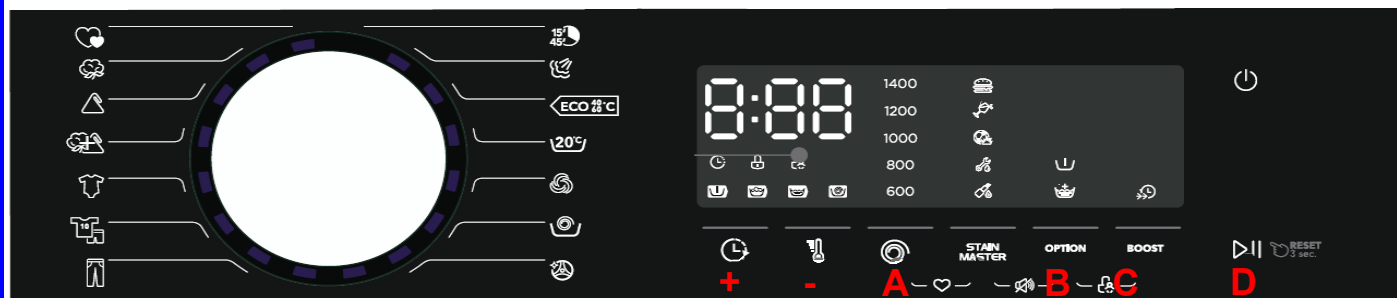 15' 45'
ECO 40 60 °C
20°C
10
8:88
1400
1200
1000
800
600
STAIN MASTER
OPTION
BOOST
RESET
3 sec.
+
-
A
B
C
D